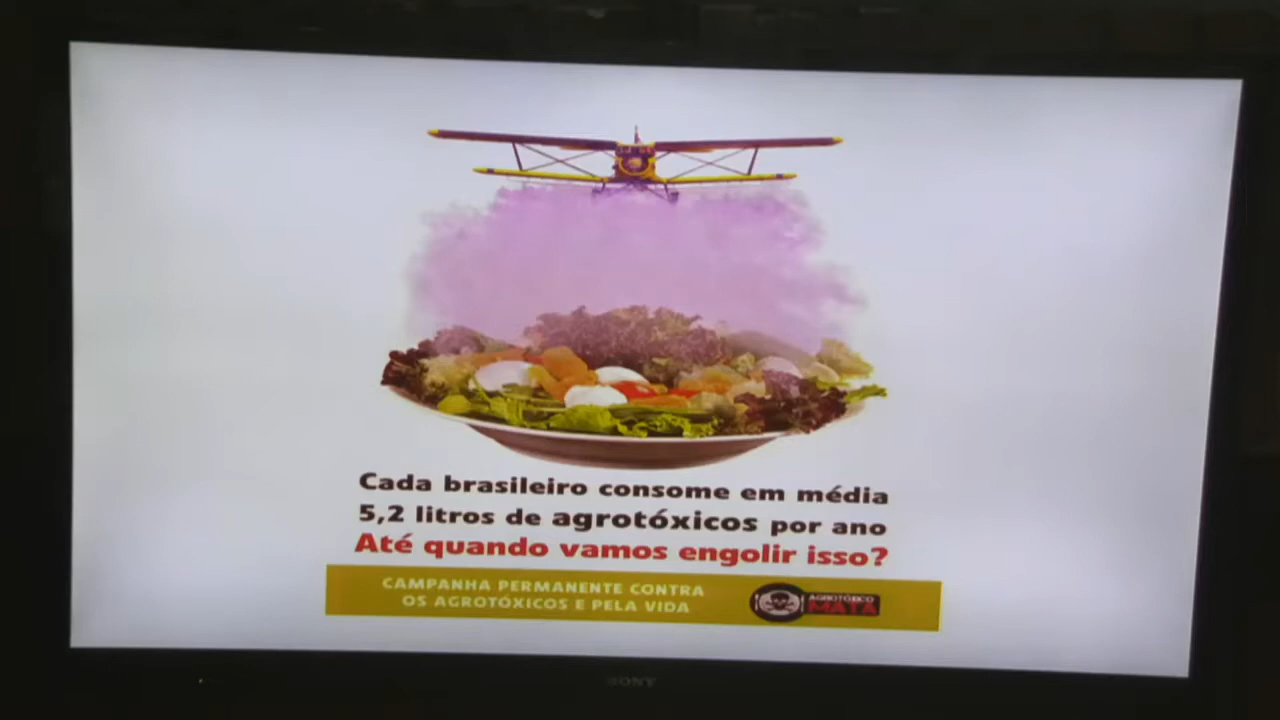 Cada brasileiro consome em média
5,2 litros de agrotóxicos por ano
Até quando vamos engolir isso?
CAMPANHA PERMANENTE CONTRA
OS AGROTÓXICOS E PELA VIDA
AGROTÓXICO
MATA
SONY